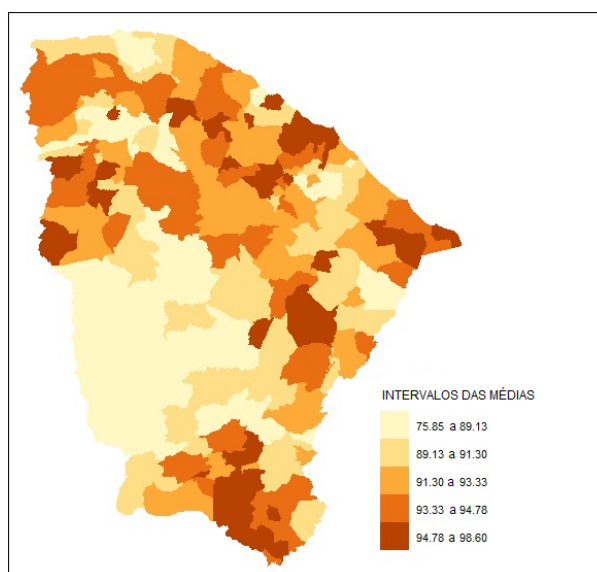 INTERVALOS DAS MÉDIAS
75.85 a 89.13
89.13 a 91.30
91.30 a 93.33
93.33 a 94.78
94.78 a 98.60